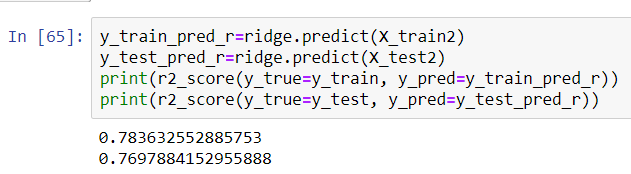 In [65]: y_train_pred_r=ridge.predict(X_train2)
y_test_pred_r=ridge.predict(X_test2)
print(r2_score(y_true=y_train, y_pred=y_train_pred_r))
print(r2_score(y_true=y_test, y_pred=y_test_pred_r))
0.783632552885753
0.7697884152955888